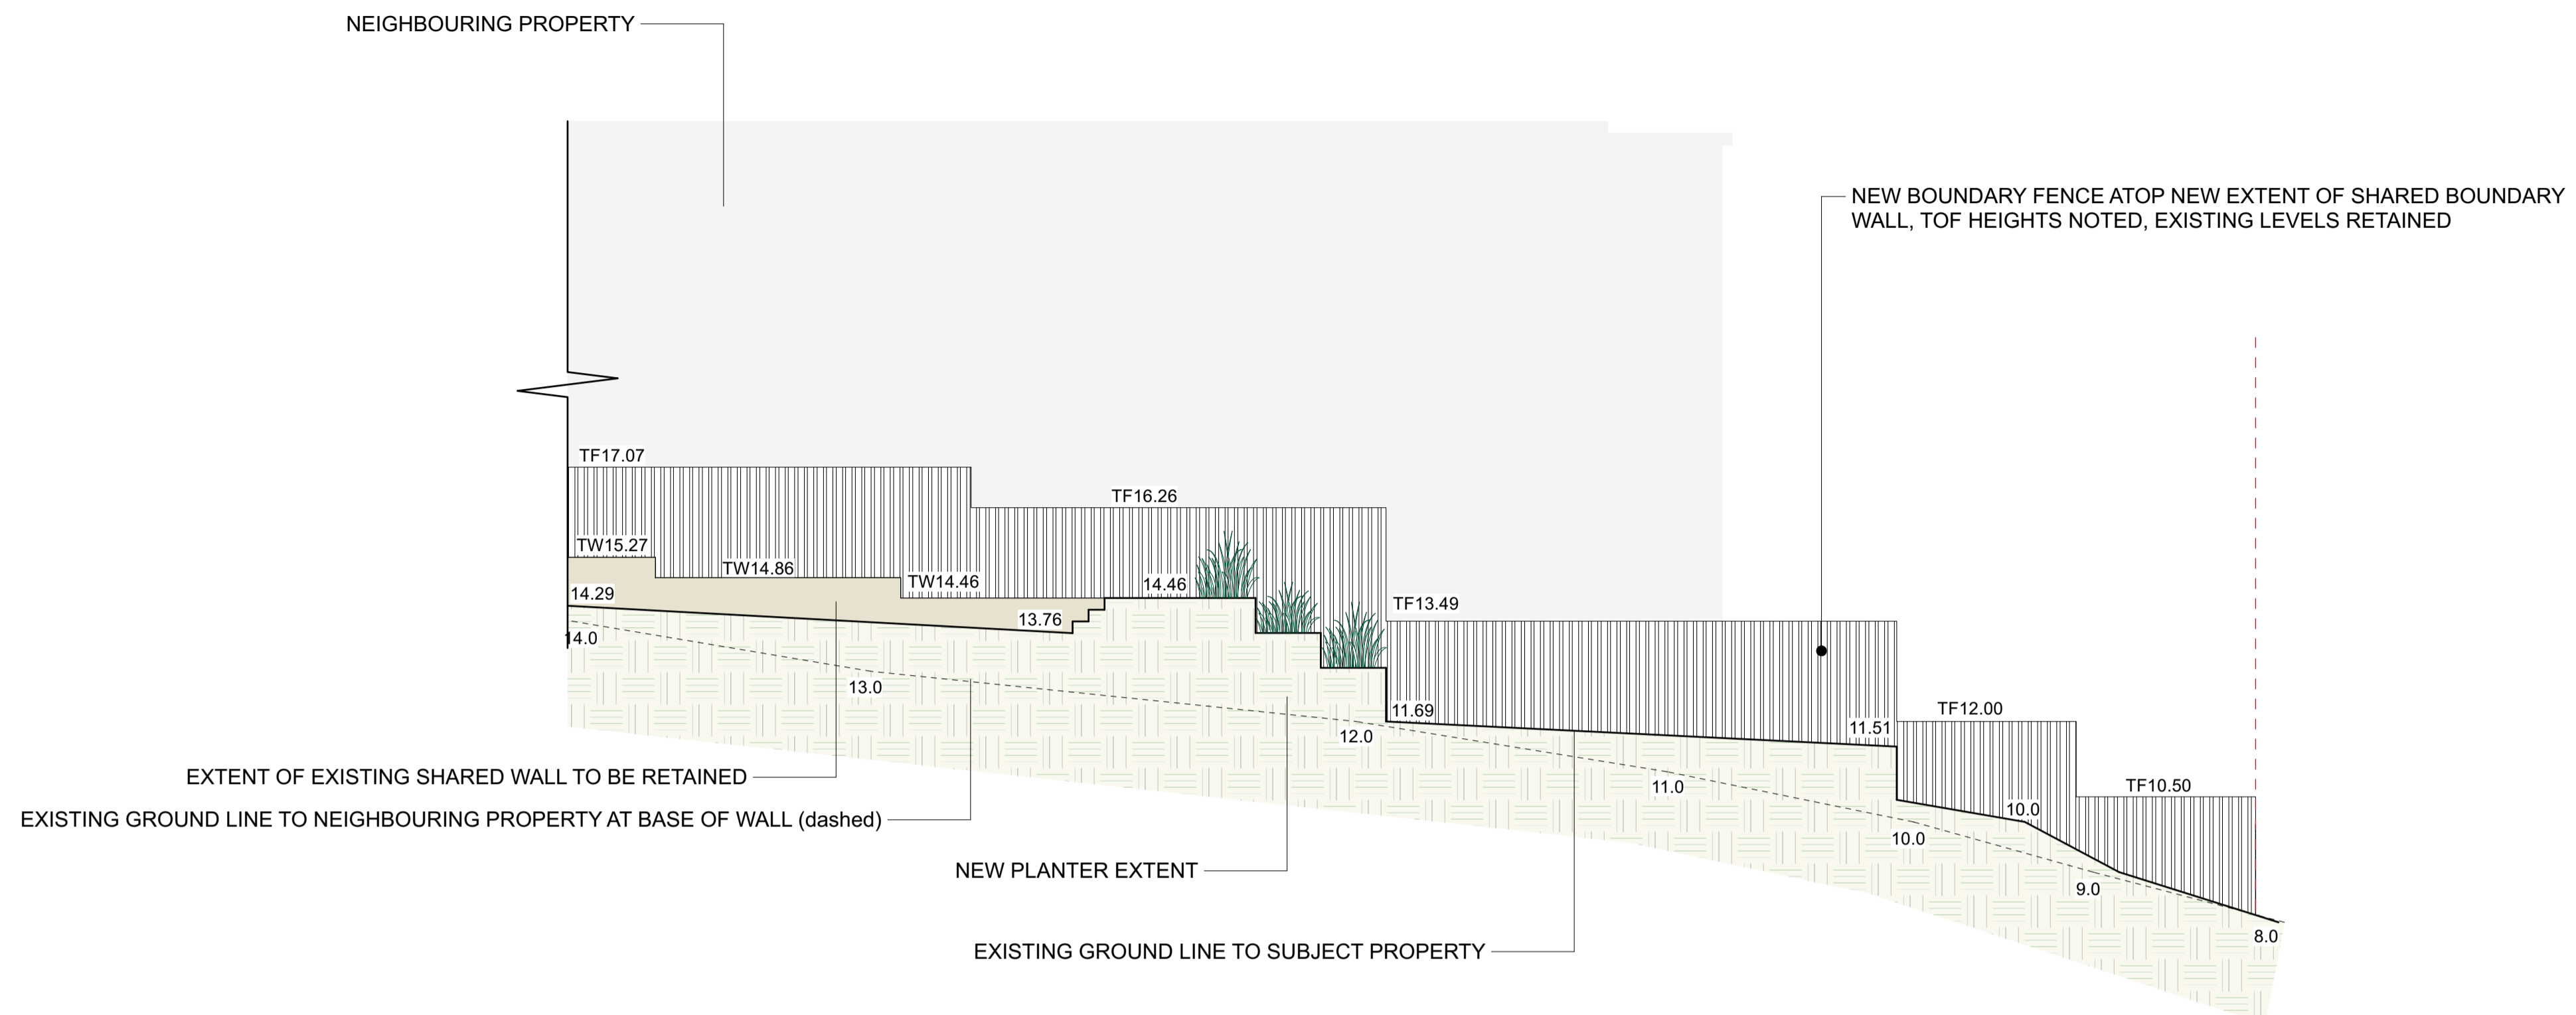 NEIGHBOURING PROPERTY
NEW BOUNDARY FENCE ATOP NEW EXTENT OF SHARED BOUNDARY
WALL, TOF HEIGHTS NOTED, EXISTING LEVELS RETAINED
TF17.07
TF16.26
TW15.27
TW14.86
TW14.46
14.46
14.29
13.76
TF13.49
14.0
13.0
11.69
12.0
11.51
TF12.00
EXTENT OF EXISTING SHARED WALL TO BE RETAINED
11.0
TF10.50
EXISTING GROUND LINE TO NEIGHBOURING PROPERTY AT BASE OF WALL (dashed)
10.0
10.0
NEW PLANTER EXTENT
9.0
EXISTING GROUND LINE TO SUBJECT PROPERTY
8.0